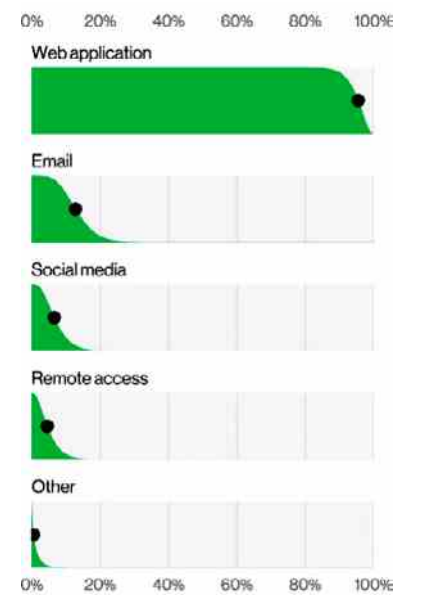 0% 20% 40% 60% 80% 100%
Web application
Email
Social media
Remote access
Other
0% 20% 40% 60% 80% 100%